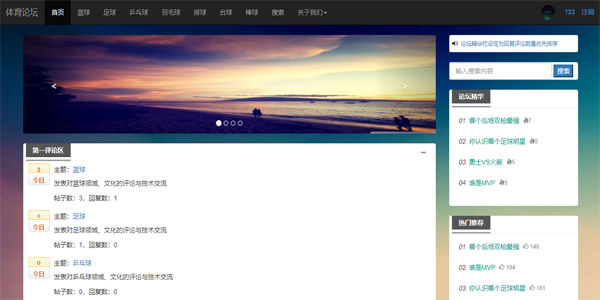 体育论坛 首页 篮球 足球 乒乓球 羽毛球 排球 台球 棒球 搜索 关于我们 123 注销
论坛精华栏设定为回复评论数量优先排序
输入搜索内容 搜索
论坛精华
01. 哪个后场双枪最强 7
02. 你认识哪个足球明星 5
03. 勇士VS火箭 5
04. 谁是MVP 5
热门推荐
01. 哪个后场双枪最强 140
02. 谁是MVP 104
03. 你认识哪个足球明星 101
第一评论区
3 今日
主题：篮球
发表对篮球领域、文化的评论与技术交流
帖子数：3，回复数：1
1 今日
主题：足球
发表对足球领域、文化的评论与技术交流
帖子数：1，回复数：0
0 今日
主题：乒乓球
发表对乒乓球领域、文化的评论与技术交流
帖子数：0，回复数：0